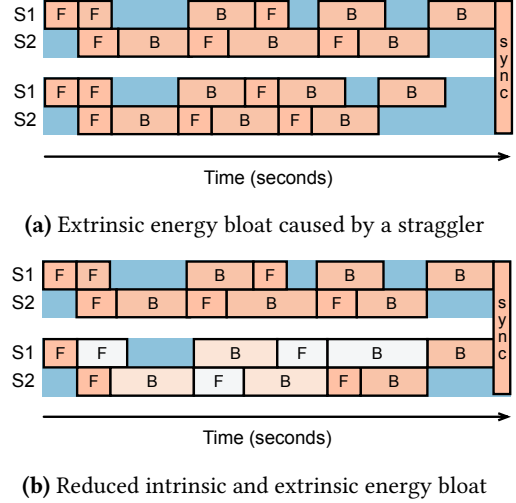 S1 F F B F B B
S2 F B F B F B
S1 F F B F B B
S2 F B F B F B
sync
Time (seconds)
(a) Extrinsic energy bloat caused by a straggler
S1 F F B F B B
S2 F B F B F B
S1 F F B F B B
S2 F B F B F B
sync
Time (seconds)
(b) Reduced intrinsic and extrinsic energy bloat